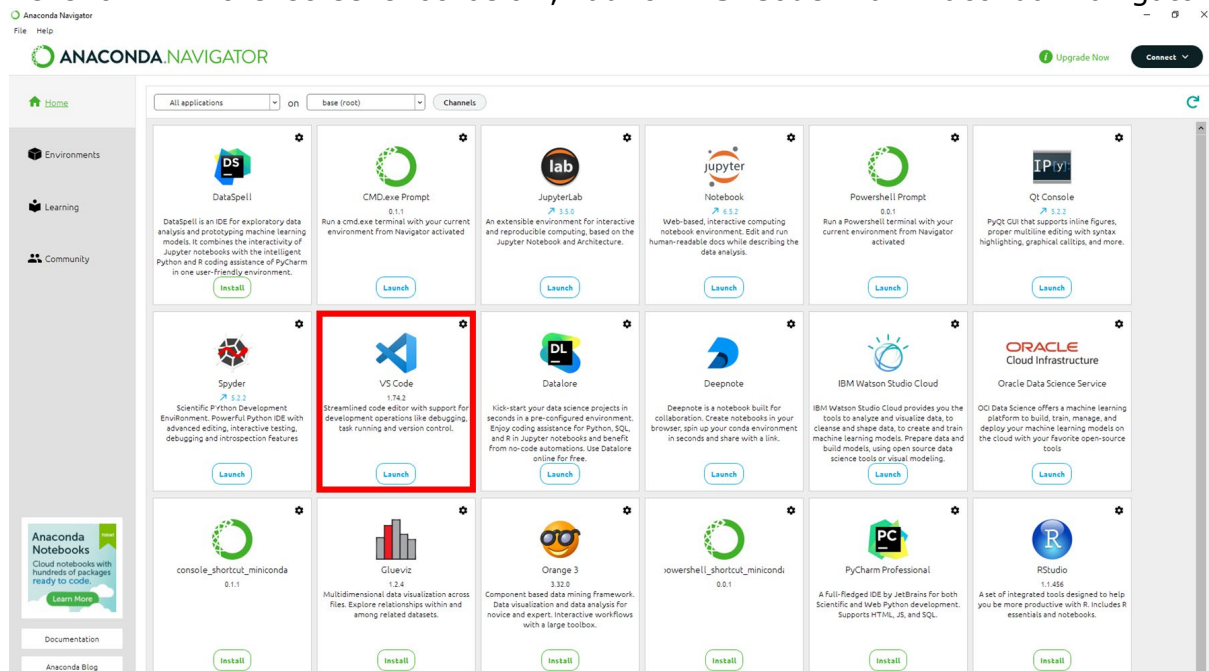 Anaconda Navigator
File Help
ANACONDA.NAVIGATOR
Upgrade Now
Connect
Home
Environments
Learning
Community
All applications
on
base (root)
Channels
DS
DataSpell
DataSpell is an IDE for exploratory data
analysis and prototyping machine learning
models. It combines the interactivity of
Jupyter notebooks with the intelligent
Python and R coding assistance of PyCharm
in one user-friendly environment.
Install
CMD.exe Prompt
0.1.1
Run a cmd.exe terminal with your current
environment from Navigator activated
Launch
lab
JupyterLab
3.5.0
An extensible environment for interactive
and reproducible computing, based on the
Jupyter Notebook and Architecture.
Launch
jupyter
Notebook
6.5.2
Web-based, interactive computing
notebook environment. Edit and run
human-readable docs while describing the
data analysis.
Launch
Powershell Prompt
0.0.1
Run a Powershell terminal with your
current environment from Navigator
activated
Launch
IP[y]:
Qt Console
5.2.2
PyQt GUI that supports inline figures,
proper multiline editing with syntax
highlighting, graphical calltips, and more.
Launch
Spyder
5.2.2
Scientific PYthon Development
EnviRonment. Powerful Python IDE with
advanced editing, interactive testing,
debugging and introspection features
Launch
VS Code
1.74.2
Streamlined code editor with support for
development operations like debugging,
task running and version control.
Launch
DL
Datalore
Kick-start your data science projects in
seconds in a pre-configured environment.
Enjoy coding assistance for Python, SQL,
and R in Jupyter notebooks and benefit
from no-code automations. Use Datalore
online for free.
Launch
Deepnote
Deepnote is a notebook built for
collaboration. Create notebooks in your
browser, spin up your conda environment
in seconds and share with a link.
Launch
IBM Watson Studio Cloud
IBM Watson Studio Cloud provides you the
tools to analyze and visualize data, to
cleanse and shape data, to create and train
machine learning models. Prepare data and
build models, using open source data
science tools or visual modeling.
Launch
ORACLE
Cloud Infrastructure
Oracle Data Science Service
OCI Data Science offers a machine learning
platform to build, train, manage, and
deploy your machine learning models on
the cloud with your favorite open-source
tools
Launch
console_shortcut_miniconda
0.1.1
Install
Glueviz
1.2.4
Multidimensional data visualization across
files. Explore relationships within and
among related datasets.
Install
Orange 3
3.32.0
Component based data mining framework.
Data visualization and data analysis for
novice and expert. Interactive workflows
with a large toolbox.
Install
powershell_shortcut_miniconda
0.0.1
Install
PC
PyCharm Professional
A full-fledged IDE by JetBrains for both
Scientific and Web Python development.
Supports HTML, JS, and SQL.
Install
R
RStudio
1.1.456
A set of integrated tools designed to help
you be more productive with R. Includes R
essentials and notebooks.
Install
New!
Anaconda
Notebooks
Cloud notebooks with
hundreds of packages
ready to code.
Learn More
Documentation
Anaconda Blog